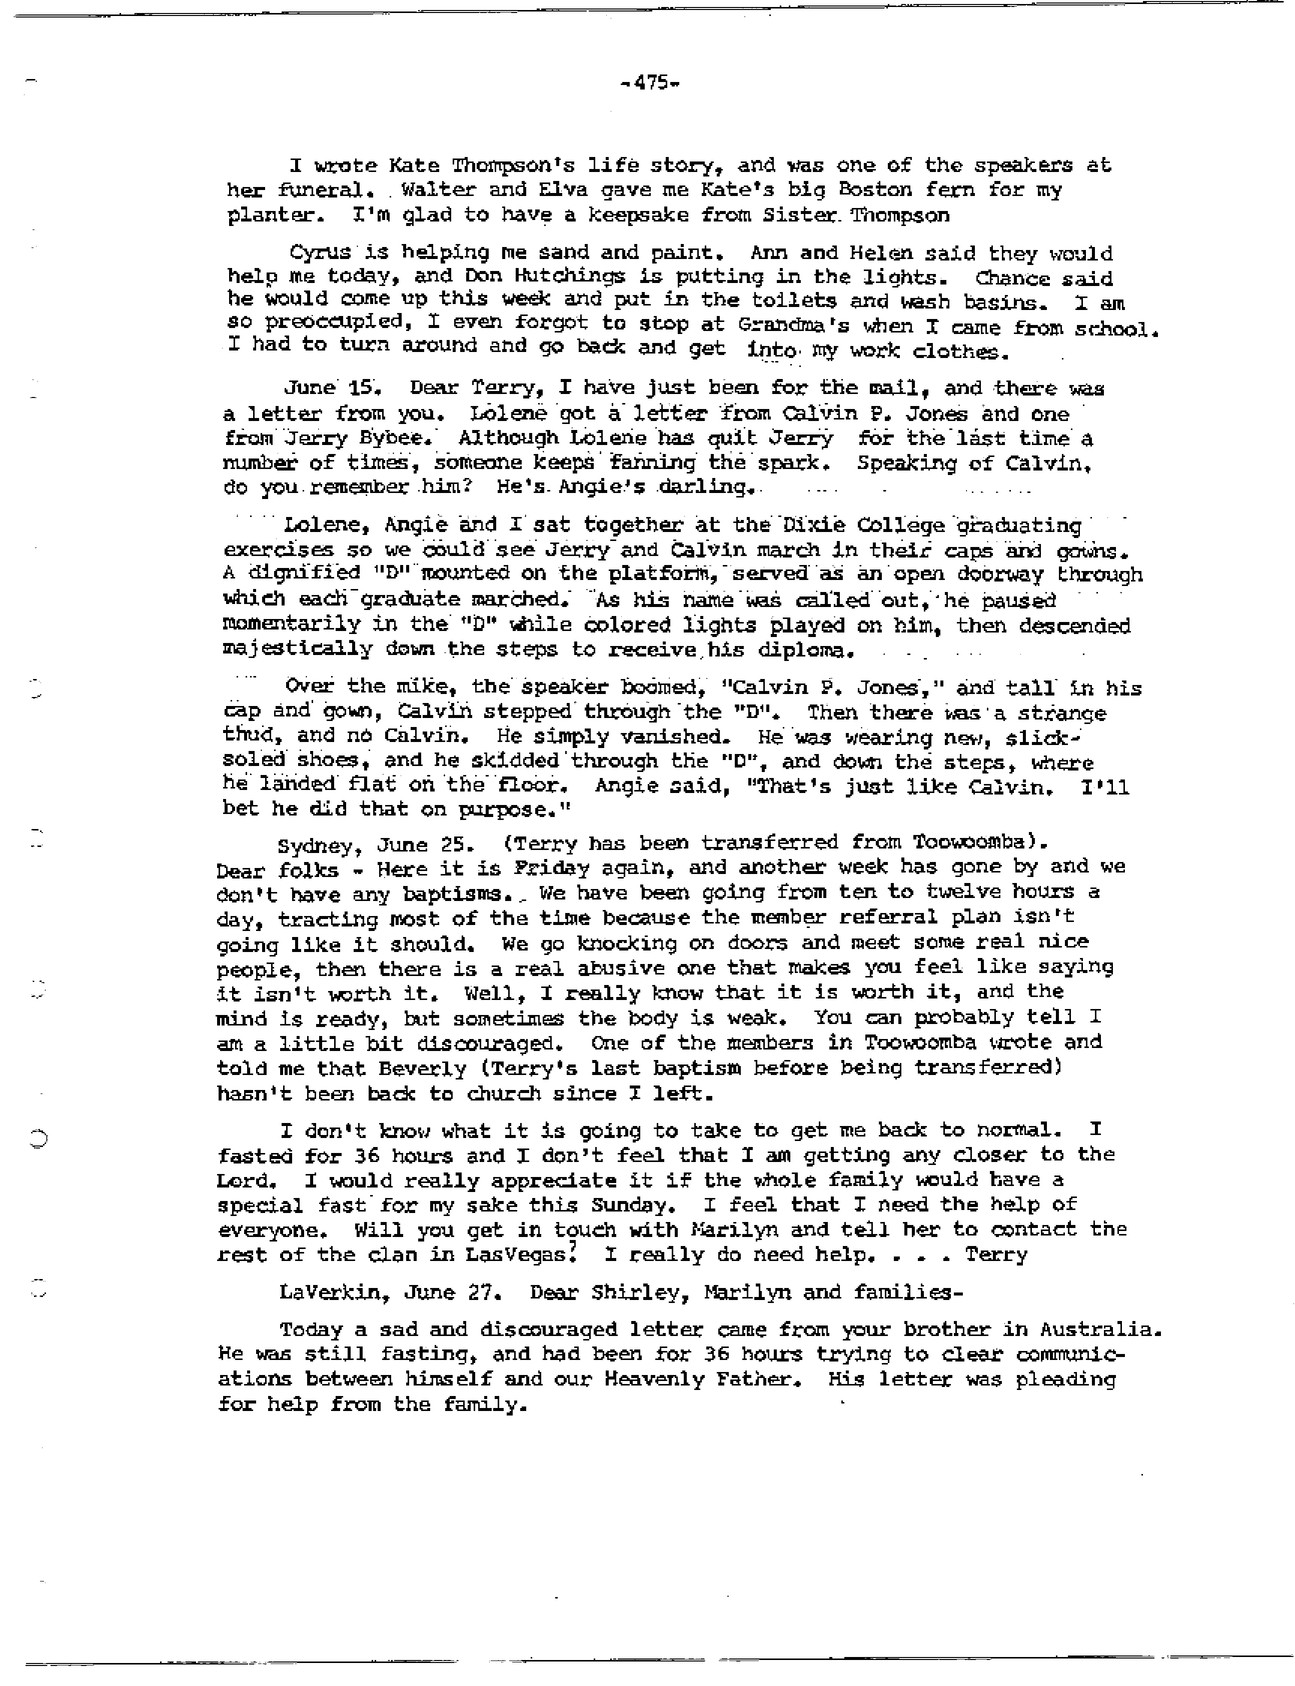 -475-
I wrote Kate Thompson's life story, and was one of the speakers at
her funeral. Walter and Elva gave me Kate's big Boston fern for my
planter. I'm glad to have a keepsake from Sister Thompson
Cyrus is helping me sand and paint. Ann and Helen said they would
help me today, and Don Hutchings is putting in the lights. Chance said
he would come up this week and put in the toilets and wash basins. I am
so preoccupied, I even forgot to stop at Grandma's when I came from school.
I had to turn around and go back and get into my work clothes.
June 15. Dear Terry, I have just been for the mail, and there was
a letter from you. Lolene got a letter from Calvin P. Jones and one
from Jerry Bybee. Although Lolene has quit Jerry for the last time a
number of times, someone keeps fanning the spark. Speaking of Calvin,
do you remember him? He's Angie's darling.
Lolene, Angie and I sat together at the Dixie College graduating
exercises so we could see Jerry and Calvin march in their caps and gowns.
A dignified "D" mounted on the platform, served as an open doorway through
which each graduate marched. As his name was called out, he paused
momentarily in the "D" while colored lights played on him, then descended
majestically down the steps to receive his diploma.
Over the mike, the speaker boomed, "Calvin P. Jones," and tall in his
cap and gown, Calvin stepped through the "D". Then there was a strange
thud, and no Calvin. He simply vanished. He was wearing new, slick-
soled shoes, and he skidded through the "D", and down the steps, where
he landed flat on the floor. Angie said, "That's just like Calvin. I'll
bet he did that on purpose."
Sydney, June 25. (Terry has been transferred from Toowoomba).
Dear folks - Here it is Friday again, and another week has gone by and we
don't have any baptisms. We have been going from ten to twelve hours a
day, tracting most of the time because the member referral plan isn't
going like it should. We go knocking on doors and meet some real nice
people, then there is a real abusive one that makes you feel like saying
it isn't worth it. Well, I really know that it is worth it, and the
mind is ready, but sometimes the body is weak. You can probably tell I
am a little bit discouraged. One of the members in Toowoomba wrote and
told me that Beverly (Terry's last baptism before being transferred)
hasn't been back to church since I left.
I don't know what it is going to take to get me back to normal. I
fasted for 36 hours and I don't feel that I am getting any closer to the
Lord. I would really appreciate it if the whole family would have a
special fast for my sake this Sunday. I feel that I need the help of
everyone. Will you get in touch with Marilyn and tell her to contact the
rest of the clan in LasVegas? I really do need help. . . . Terry
LaVerkin, June 27. Dear Shirley, Marilyn and families-
Today a sad and discouraged letter came from your brother in Australia.
He was still fasting, and had been for 36 hours trying to clear communic-
ations between himself and our Heavenly Father. His letter was pleading
for help from the family.